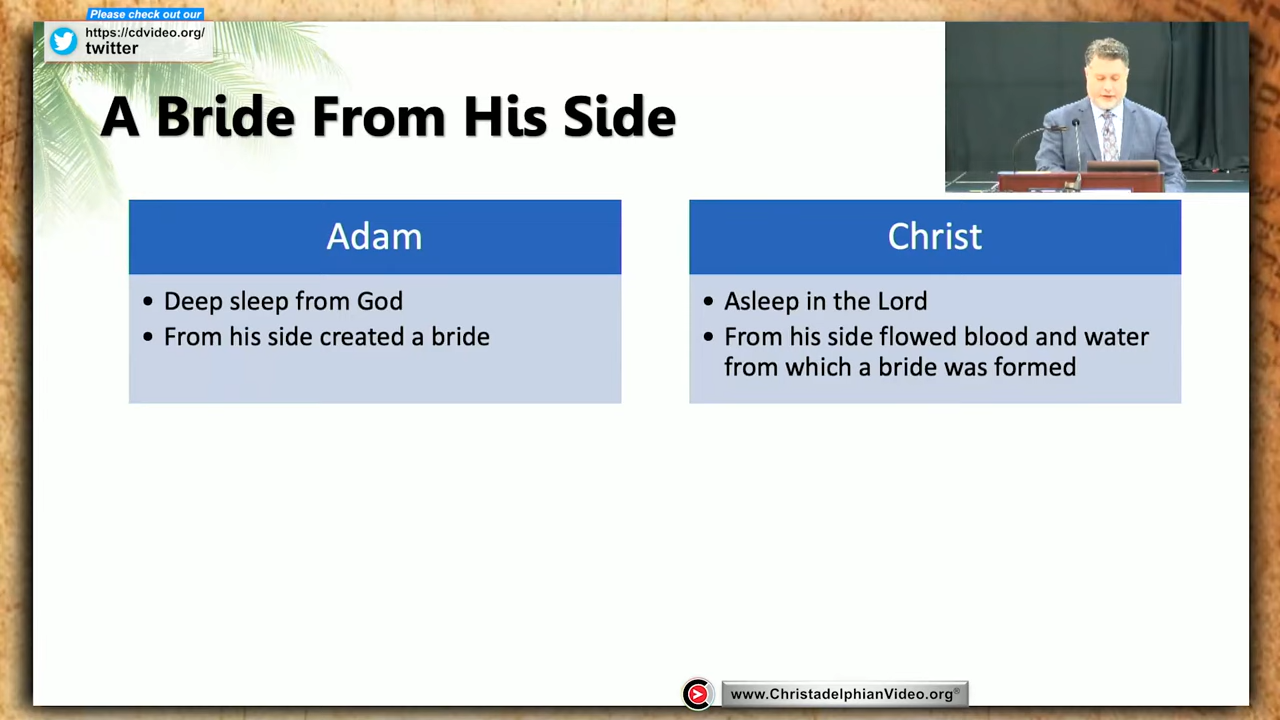 Please check out our
https://cdvideo.org/
twitter
A Bride From His Side
Adam
• Deep sleep from God
• From his side created a bride
Christ
• Asleep in the Lord
• From his side flowed blood and water
from which a bride was formed
www.ChristadelphianVideo.org®